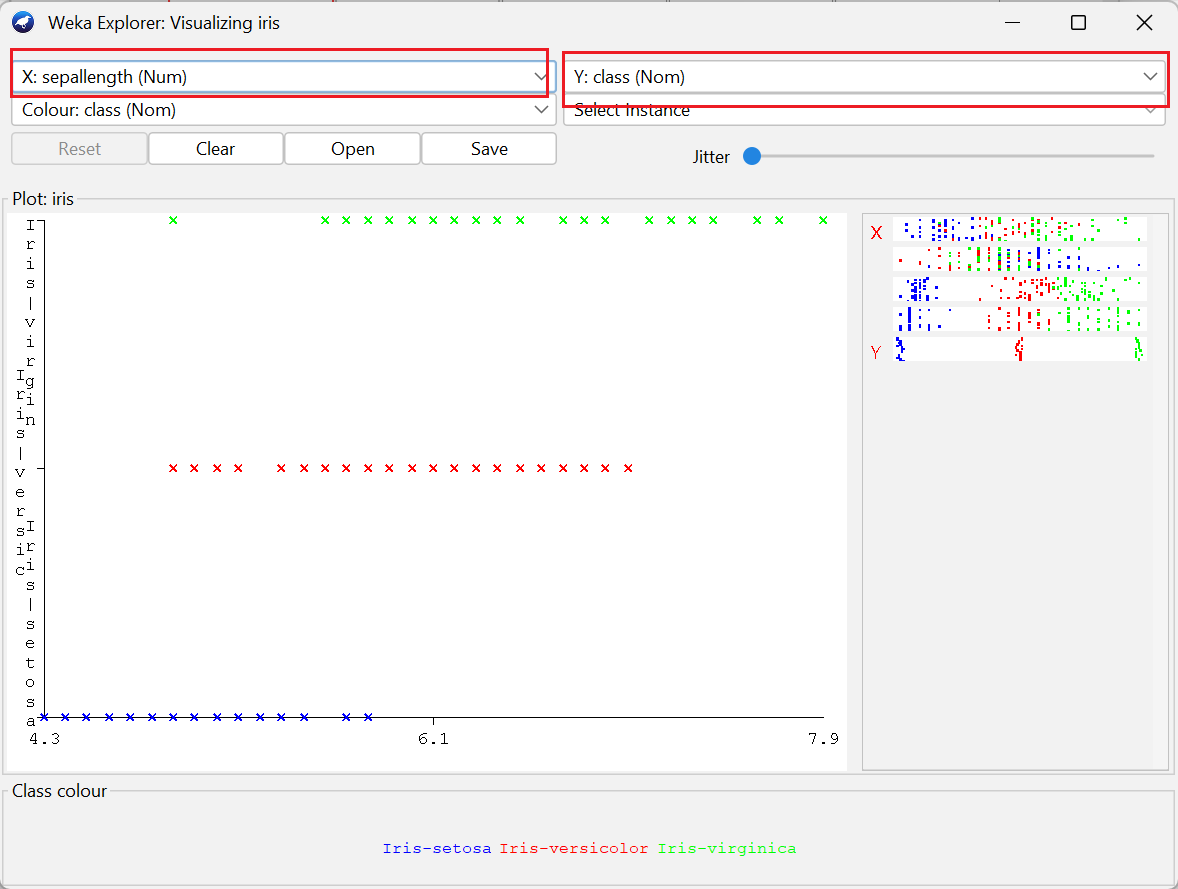 Weka Explorer: Visualizing iris
X: sepallength (Num)
Y: class (Nom)
Colour: class (Nom)
Select Instance
Reset
Clear
Open
Save
Jitter
Plot: iris
Iris-virgin
Iris-versic
Iris-setosa
4.3
6.1
7.9
X
Y
Class colour
Iris-setosa Iris-versicolor Iris-virginica